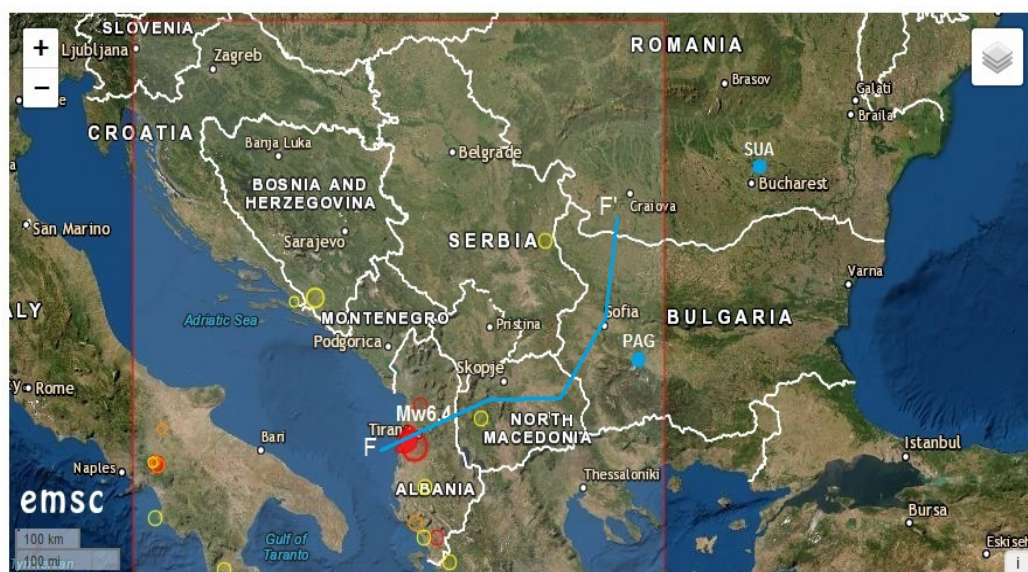 SLOVENIA
+
Ljubljana
Zagreb
ROMANIA
−
Brasov
Galati
Braila
CROATIA
Banja Luka
Belgrade
SUA
BOSNIA AND
HERZEGOVINA
Bucharest
F'
Craiova
San Marino
Sarajevo
SERBIA
Varna
Adriatic Sea
MONTENEGRO
Pristina
Sofia
BULGARIA
Podgorica
PAG
Skopje
Rome
Mw6.4
NORTH
MACEDONIA
Tirana
F
Bari
Istanbul
Naples
Thessaloniki
emsc
ALBANIA
Bursa
100 km
Gulf of
Taranto
100 mi
i